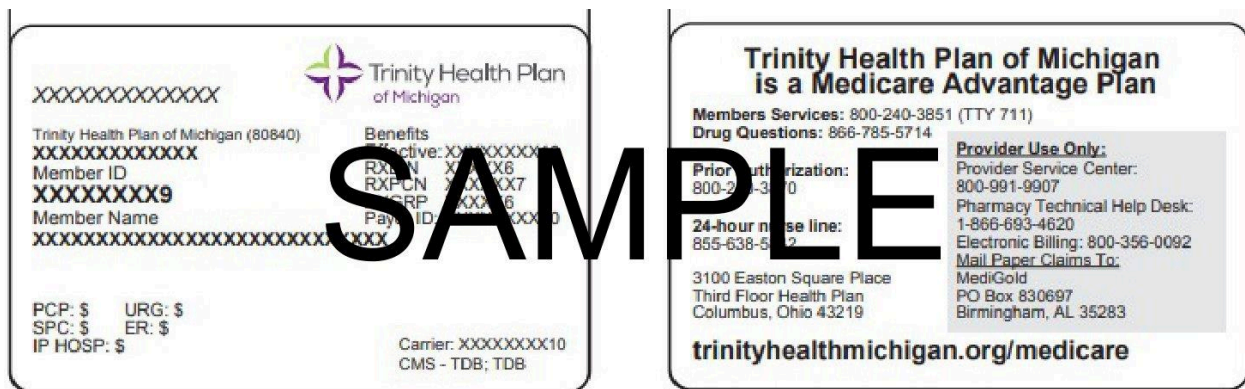 XXXXXXXXXXXXX
Trinity Health Plan
of Michigan
Trinity Health Plan of Michigan (80840)
XXXXXXXXXXXXX
Member ID
XXXXXXXX9
Member Name
XXXXXXXXXXXXXXXXXXXXXXXXXXXXX
Benefits
RXPCN
PCP: $ URG: $
SPC: $ ER: $
IP HOSP: $
Carrier: XXXXXXXX10
CMS - TDB; TDB
SAMPLE
Trinity Health Plan of Michigan
is a Medicare Advantage Plan
Members Services: 800-240-3851 (TTY 711)
Drug Questions: 866-785-5714
Prior
24-hour line:
3100 Easton Square Place
Third Floor Health Plan
Columbus, Ohio 43219
Provider Use Only:
Provider Service Center:
800-991-9907
Pharmacy Technical Help Desk:
1-866-693-4620
Electronic Billing: 800-356-0092
Mail Paper Claims To:
MediGold
PO Box 830697
Birmingham, AL 35283
trinityhealthmichigan.org/medicare